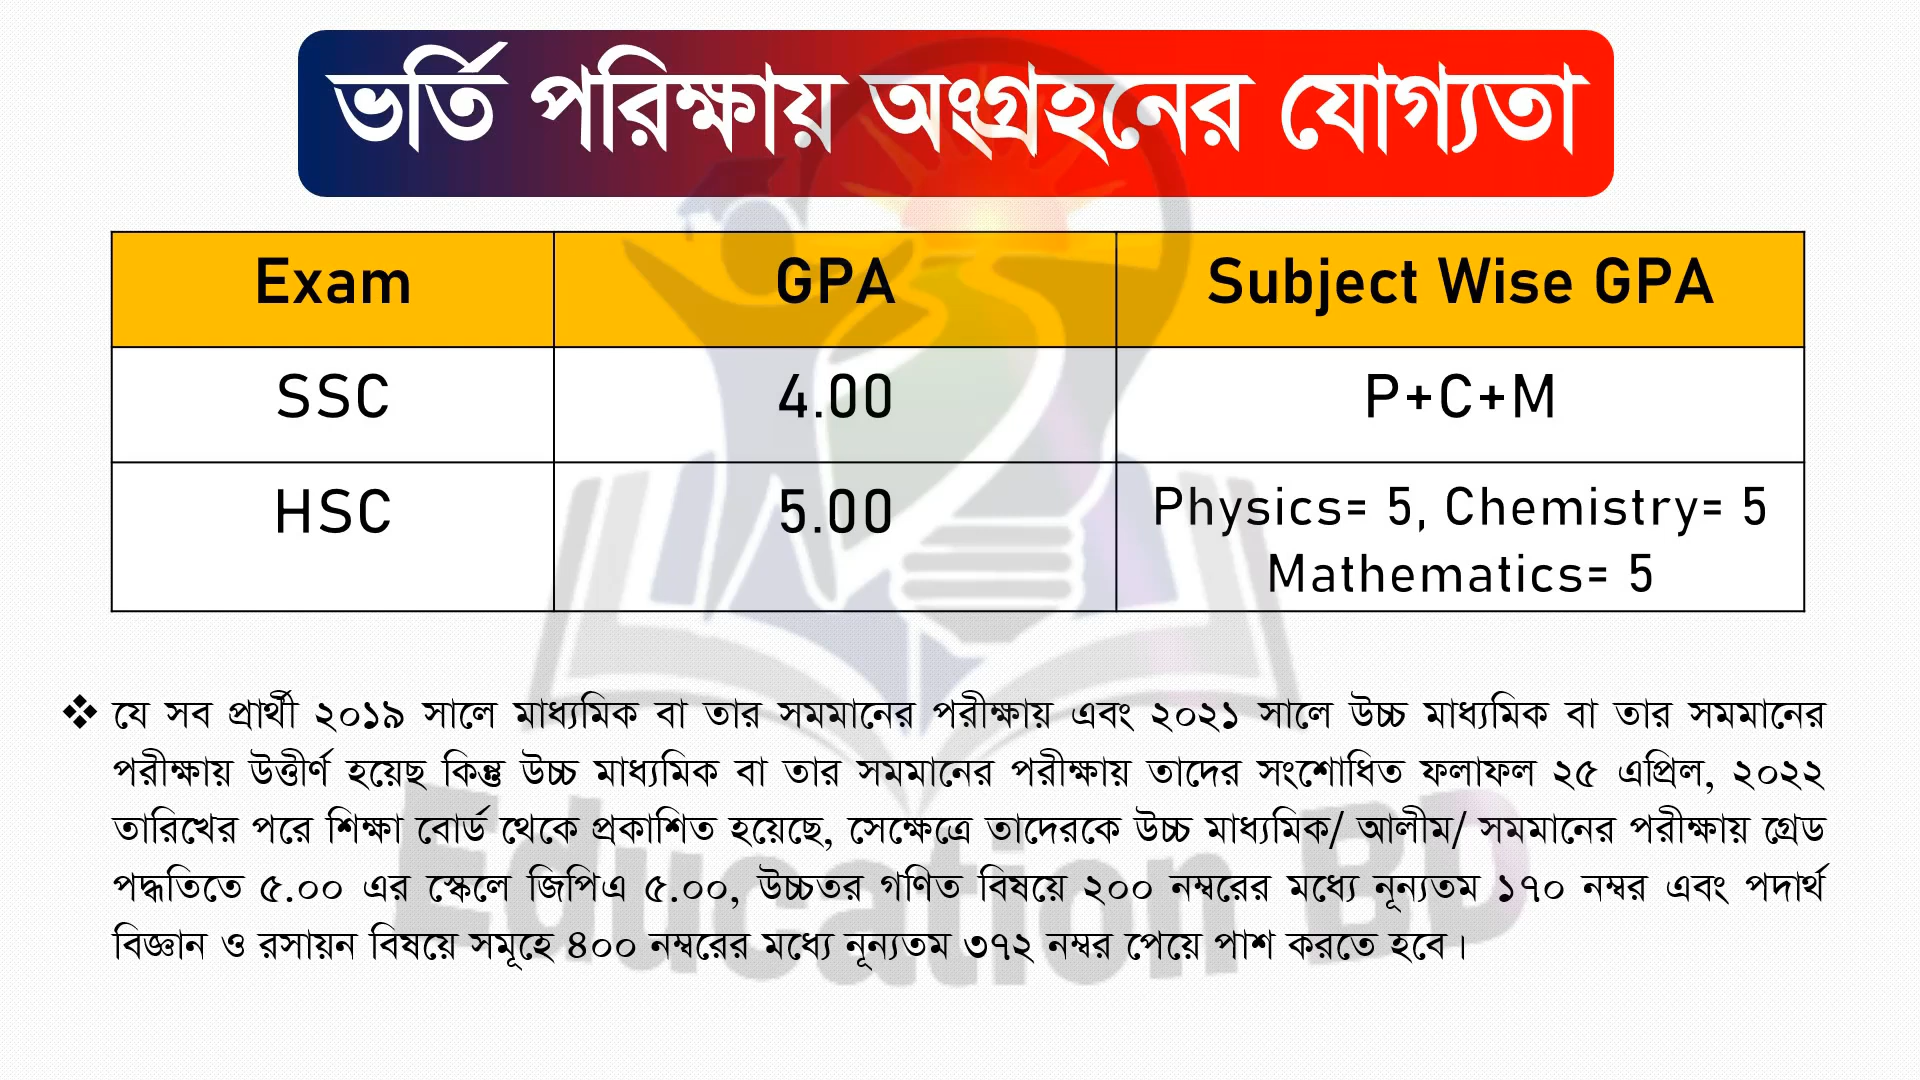 ভর্তি পরিক্ষায় অংগ্রহনের যোগ্যতা
Exam GPA Subject Wise GPA
SSC 4.00 P+C+M
HSC 5.00 Physics= 5, Chemistry= 5
Mathematics= 5
❖ যে সব প্রার্থী ২০১৯ সালে মাধ্যমিক বা তার সমমানের পরীক্ষায় এবং ২০২১ সালে উচ্চ মাধ্যমিক বা তার সমমানের
পরীক্ষায় উত্তীর্ণ হয়েছ কিন্তু উচ্চ মাধ্যমিক বা তার সমমানের পরীক্ষায় তাদের সংশোধিত ফলাফল ২৫ এপ্রিল, ২০২২
তারিখের পরে শিক্ষা বোর্ড থেকে প্রকাশিত হয়েছে, সেক্ষেত্রে তাদেরকে উচ্চ মাধ্যমিক/ আলীম/ সমমানের পরীক্ষায় গ্রেড
পদ্ধতিতে ৫.০০ এর স্কেলে জিপিএ ৫.০০, উচ্চতর গণিত বিষয়ে ২০০ নম্বরের মধ্যে নূন্যতম ১৭০ নম্বর এবং পদার্থ
বিজ্ঞান ও রসায়ন বিষয়ে সমূহে ৪০০ নম্বরের মধ্যে নূন্যতম ৩৭২ নম্বর পেয়ে পাশ করতে হবে।
Education BD